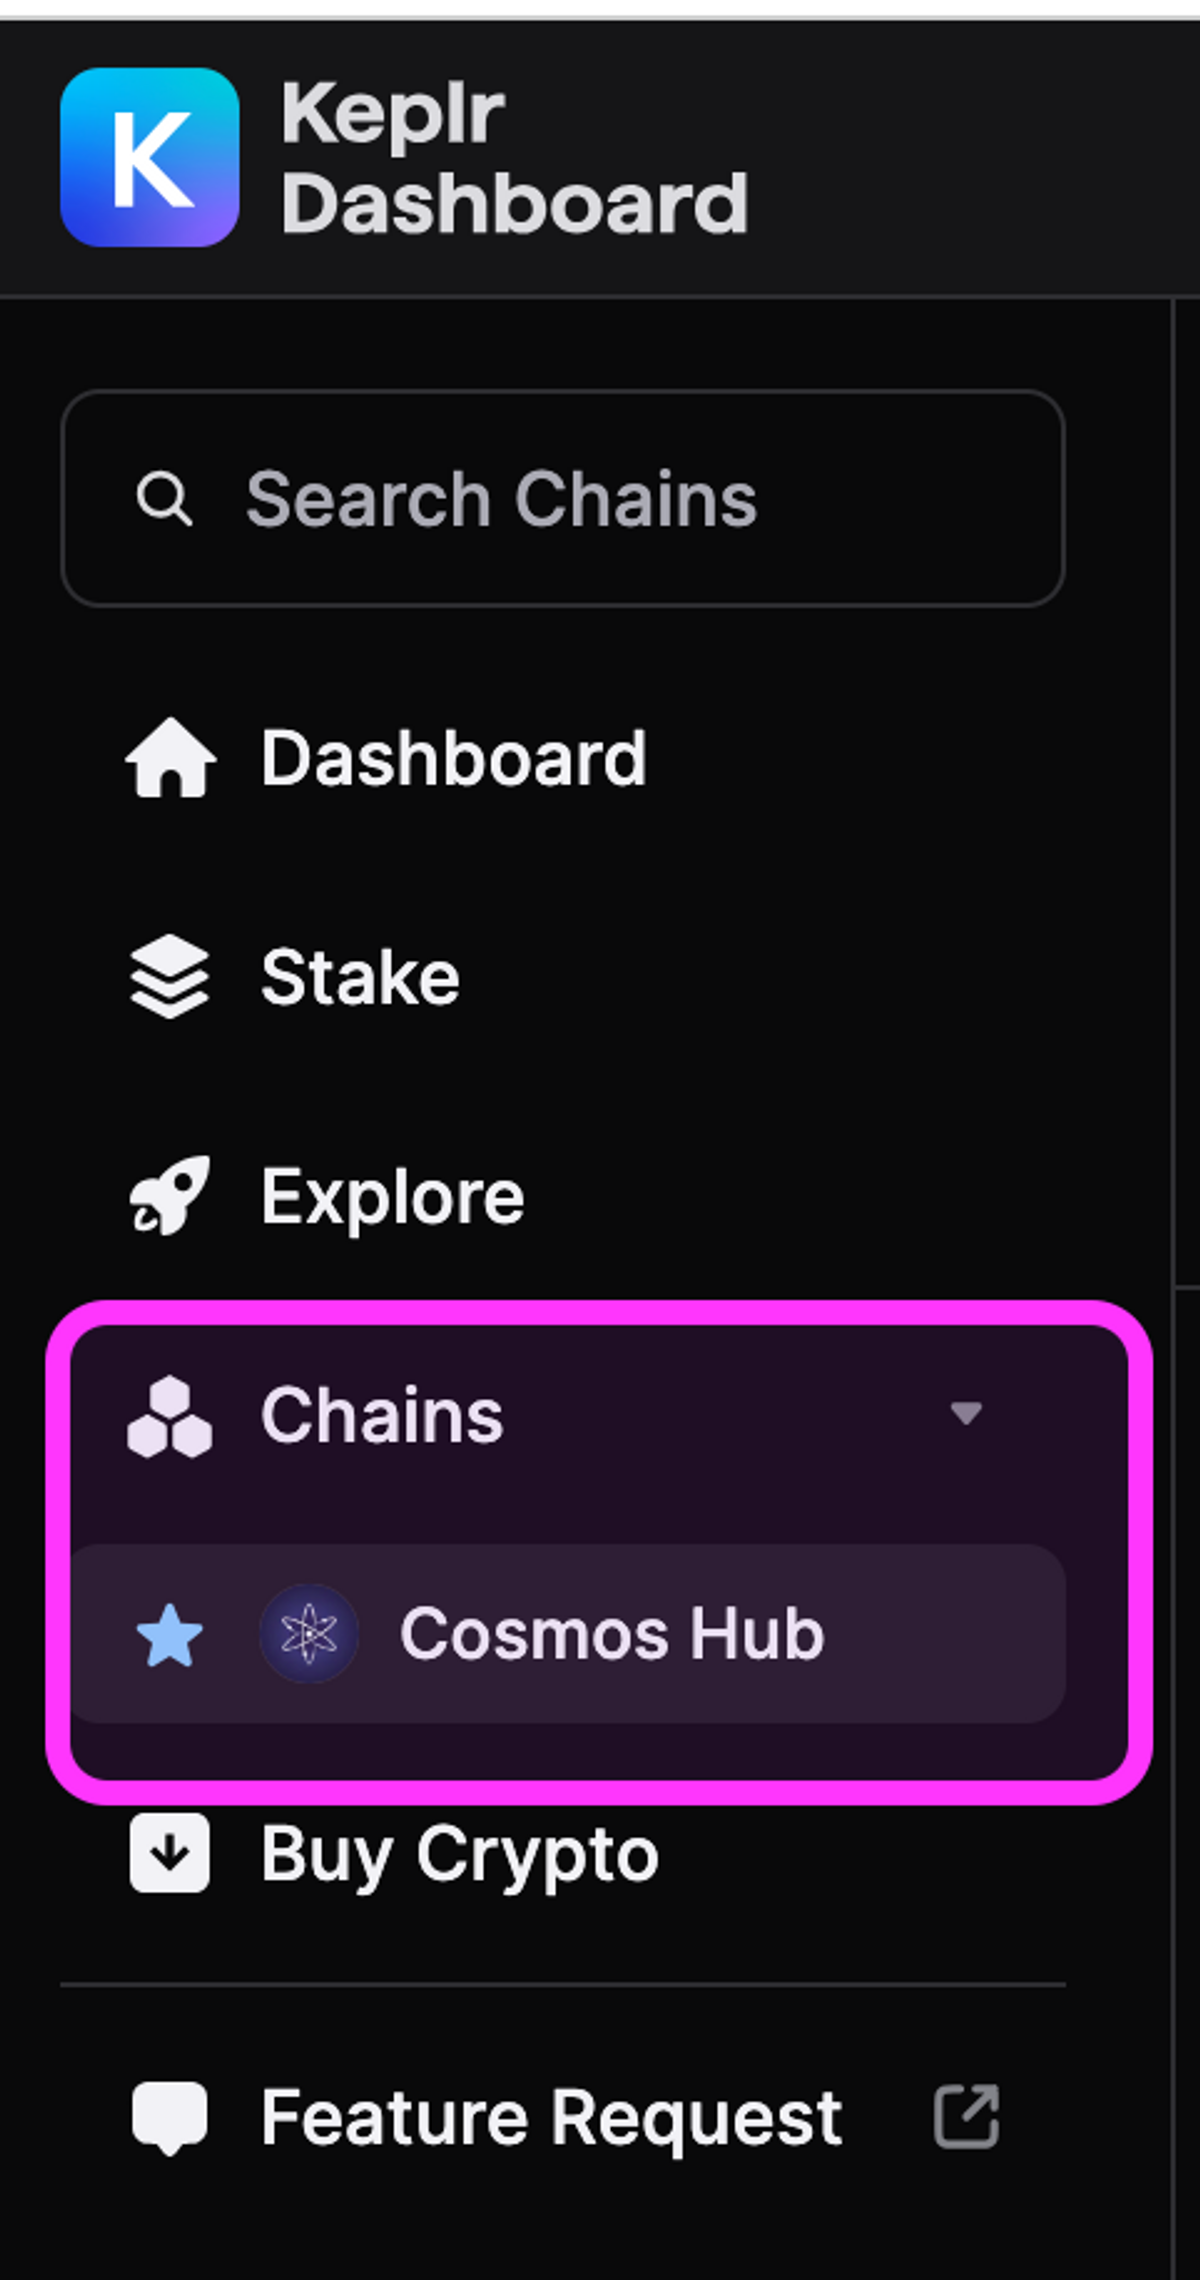 K
Keplr
Dashboard
Search Chains
Dashboard
Stake
Explore
Chains
Cosmos Hub
Buy Crypto
Feature Request